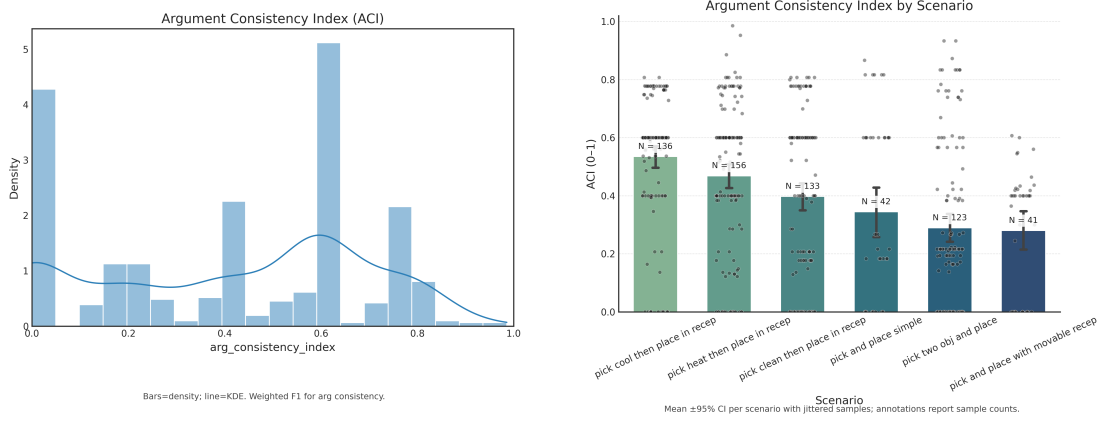 Argument Consistency Index (ACI)
Density
5
4
3
2
1
0
0.0 0.2 0.4 0.6 0.8 1.0
arg_consistency_index
Bars=density; line=KDE. Weighted F1 for arg consistency.
Argument Consistency Index by Scenario
ACI (0–1)
1.0
0.8
0.6
0.4
0.2
0.0
N = 136
N = 156
N = 133
N = 42
N = 123
N = 41
pick cool then place in recep
pick heat then place in recep
pick clean then place in recep
pick and place simple
pick two obj and place
pick and place with movable recep
Scenario
Mean ±95% CI per scenario with jittered samples; annotations report sample counts.